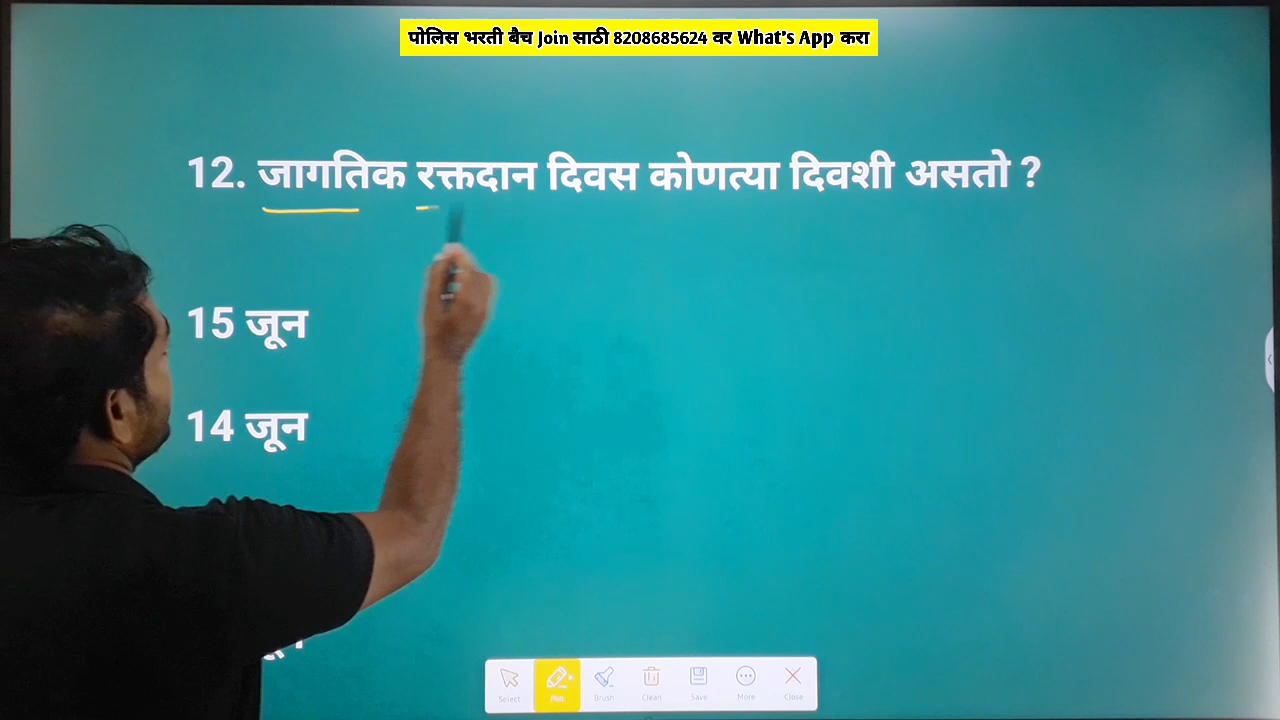 पोलिस भरती बैच Join साठी 8208685624 वर What's App करा
12. जागतिक रक्तदान दिवस कोणत्या दिवशी असतो ?
15 जून
14 जून
Select
Pen
Brush
Clean
Save
More
Close